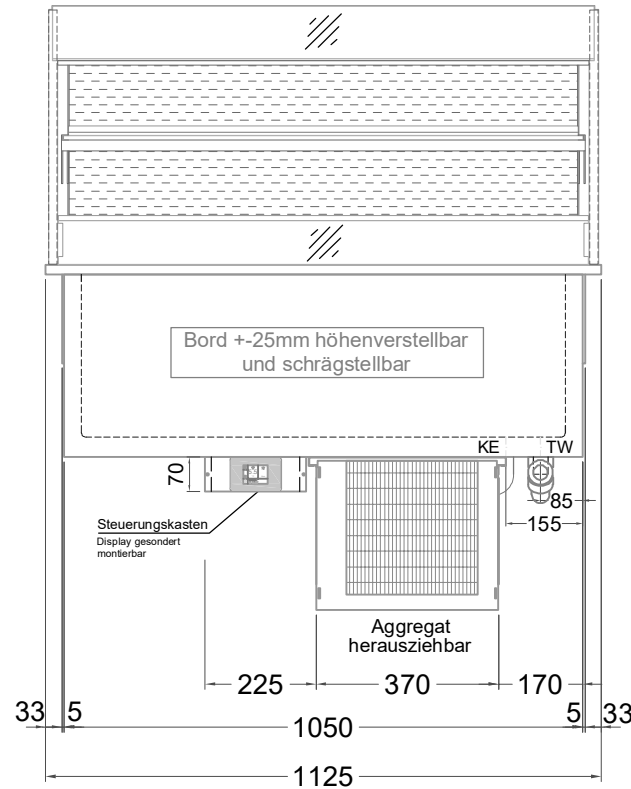 Bord +-25mm höhenverstellbar
und schrägstellbar
KE TW
70
85
155
Steuerungskasten
Display gesondert
montierbar
Aggregat
herausziehbar
225 370 170
33 5 1050 5 33
1125